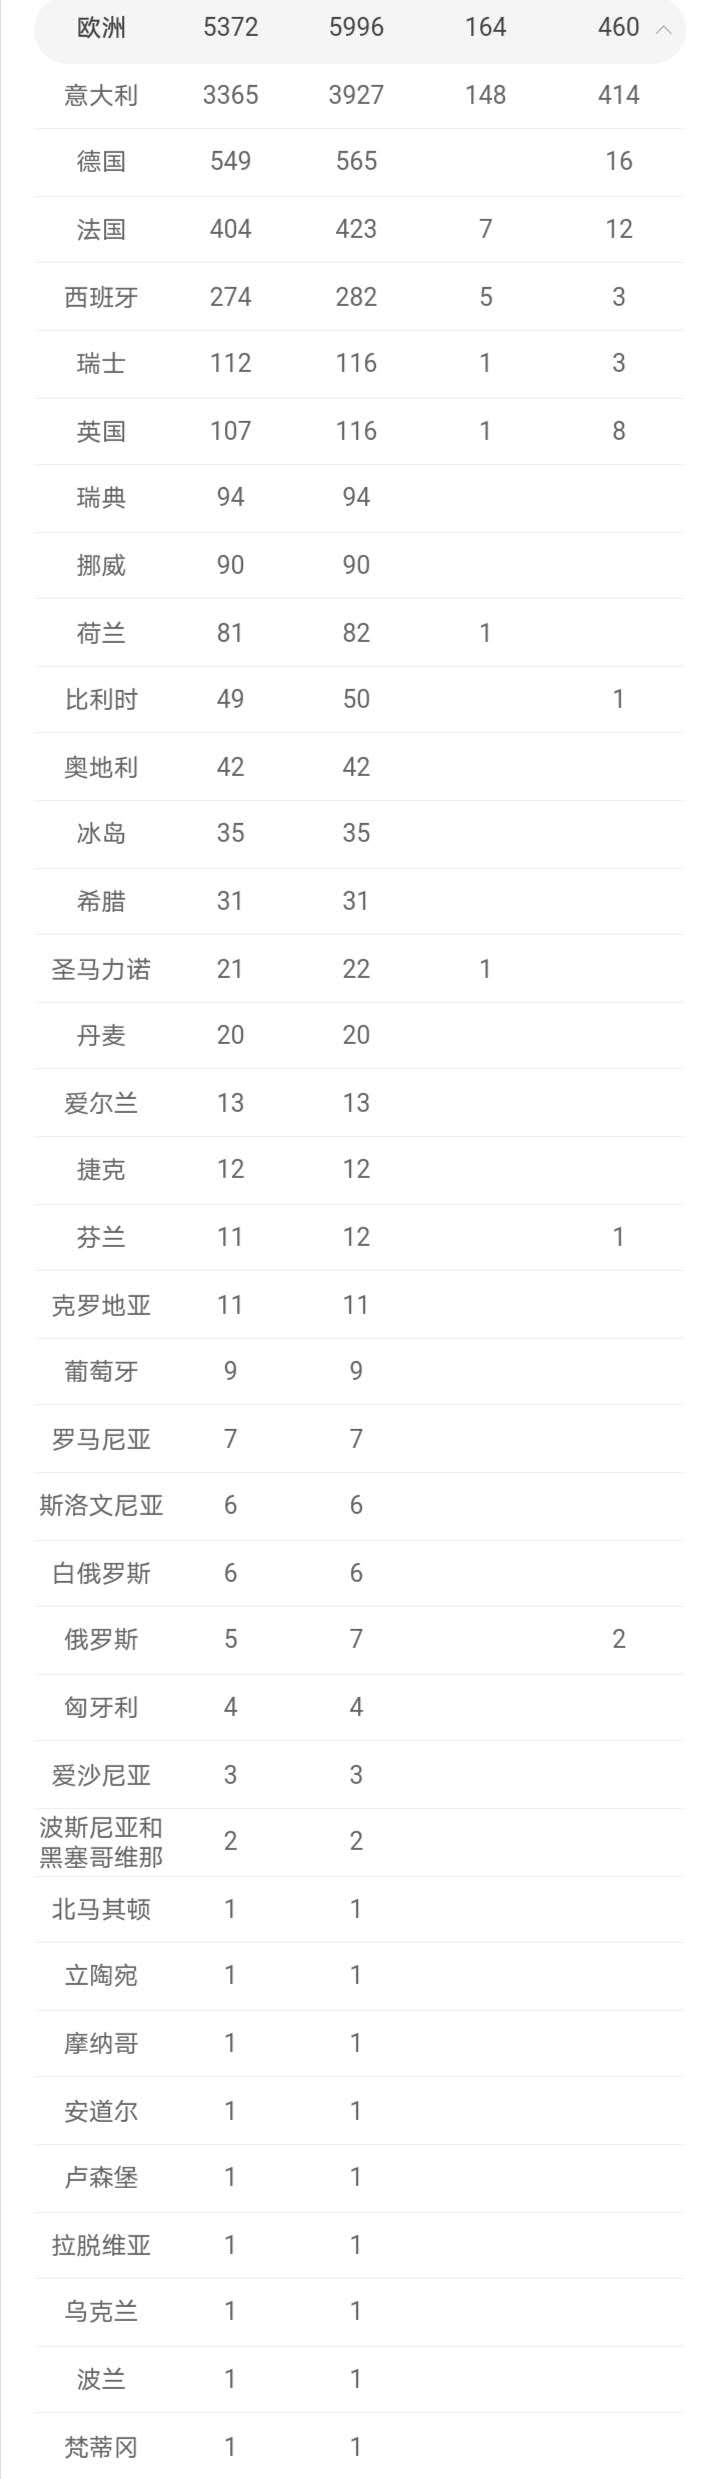 欧洲 5372 5996 164 460
意大利 3365 3927 148 414
德国 549 565 16
法国 404 423 7 12
西班牙 274 282 5 3
瑞士 112 116 1 3
英国 107 116 1 8
瑞典 94 94
挪威 90 90
荷兰 81 82 1
比利时 49 50 1
奥地利 42 42
冰岛 35 35
希腊 31 31
圣马力诺 21 22 1
丹麦 20 20
爱尔兰 13 13
捷克 12 12
芬兰 11 12 1
克罗地亚 11 11
葡萄牙 9 9
罗马尼亚 7 7
斯洛文尼亚 6 6
白俄罗斯 6 6
俄罗斯 5 7 2
匈牙利 4 4
爱沙尼亚 3 3
波斯尼亚和
黑塞哥维那 2 2
北马其顿 1 1
立陶宛 1 1
摩纳哥 1 1
安道尔 1 1
卢森堡 1 1
拉脱维亚 1 1
乌克兰 1 1
波兰 1 1
梵蒂冈 1 1